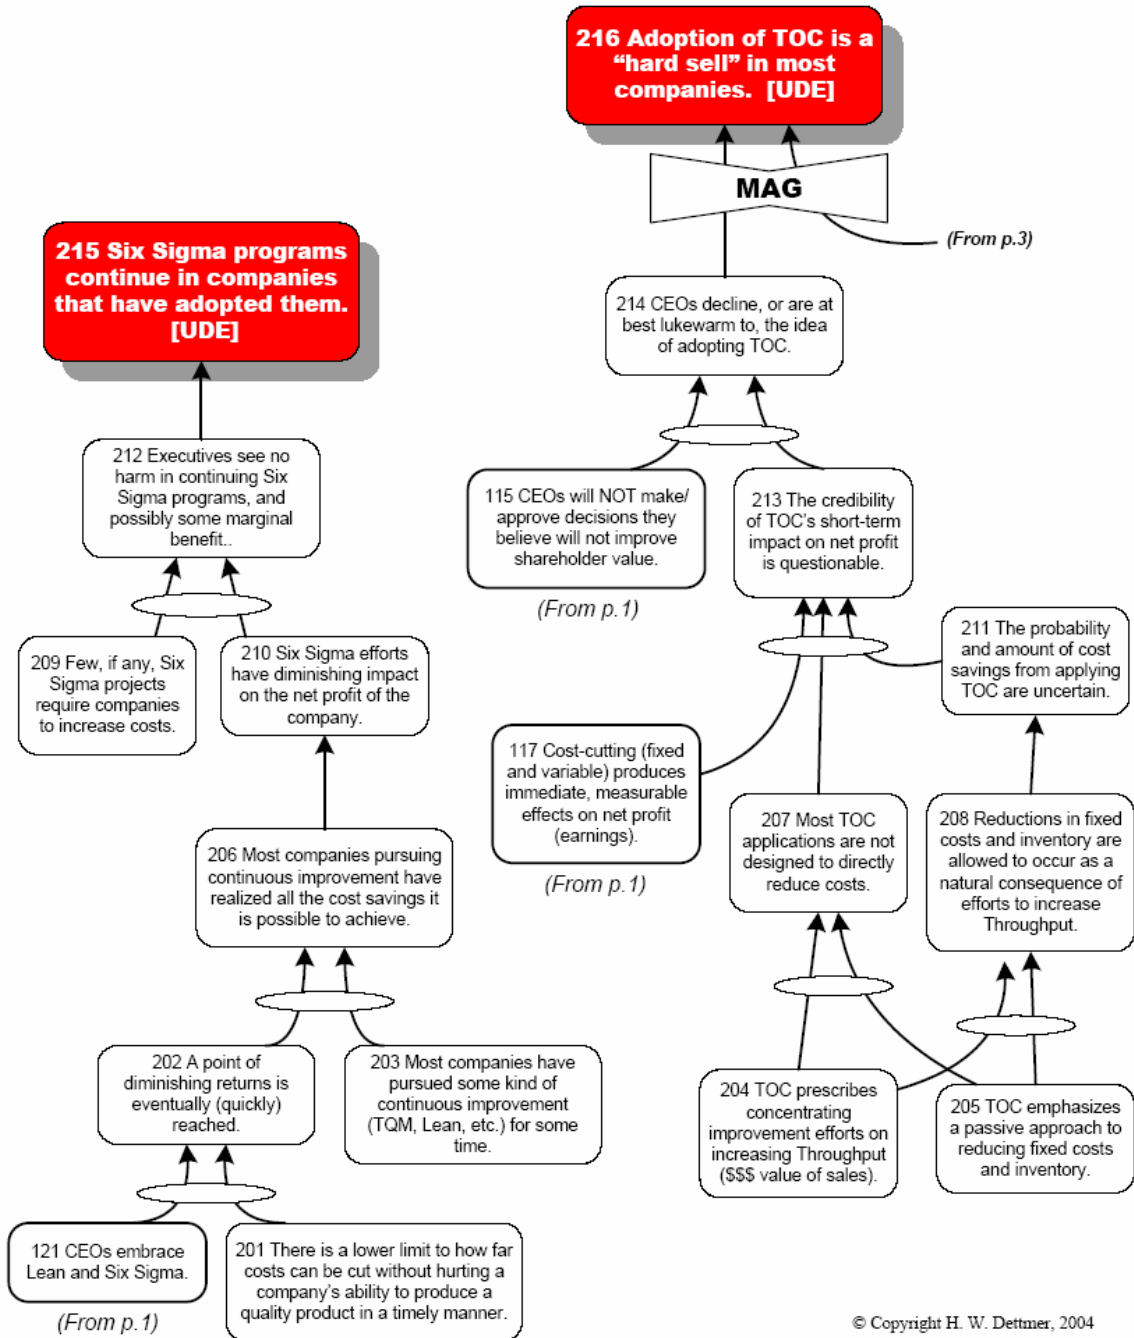 216 Adoption of TOC is a
“hard sell” in most
companies.  [UDE]
MAG
(From p.3)
215 Six Sigma programs
continue in companies
that have adopted them.
[UDE]
214 CEOs decline, or are at
best lukewarm to, the idea
of adopting TOC.
212 Executives see no
harm in continuing Six
Sigma programs, and
possibly some marginal
benefit..
115 CEOs will NOT make/
approve decisions they
believe will not improve
shareholder value.
(From p.1)
213 The credibility
of TOC’s short-term
impact on net profit
is questionable.
209 Few, if any, Six
Sigma projects
require companies
to increase costs.
210 Six Sigma efforts
have diminishing impact
on the net profit of the
company.
211 The probability
and amount of cost
savings from applying
TOC are uncertain.
117 Cost-cutting (fixed
and variable) produces
immediate, measurable
effects on net profit
(earnings).
(From p.1)
207 Most TOC
applications are not
designed to directly
reduce costs.
208 Reductions in fixed
costs and inventory are
allowed to occur as a
natural consequence of
efforts to increase
Throughput.
206 Most companies pursuing
continuous improvement have
realized all the cost savings it
is possible to achieve.
202 A point of
diminishing returns is
eventually (quickly)
reached.
203 Most companies have
pursued some kind of
continuous improvement
(TQM, Lean, etc.) for some
time.
204 TOC prescribes
concentrating
improvement efforts on
increasing Throughput
($$$ value of sales).
205 TOC emphasizes
a passive approach to
reducing fixed costs
and inventory.
121 CEOs embrace
Lean and Six Sigma.
(From p.1)
201 There is a lower limit to how far
costs can be cut without hurting a
company’s ability to produce a
quality product in a timely manner.
© Copyright H. W. Dettmer, 2004